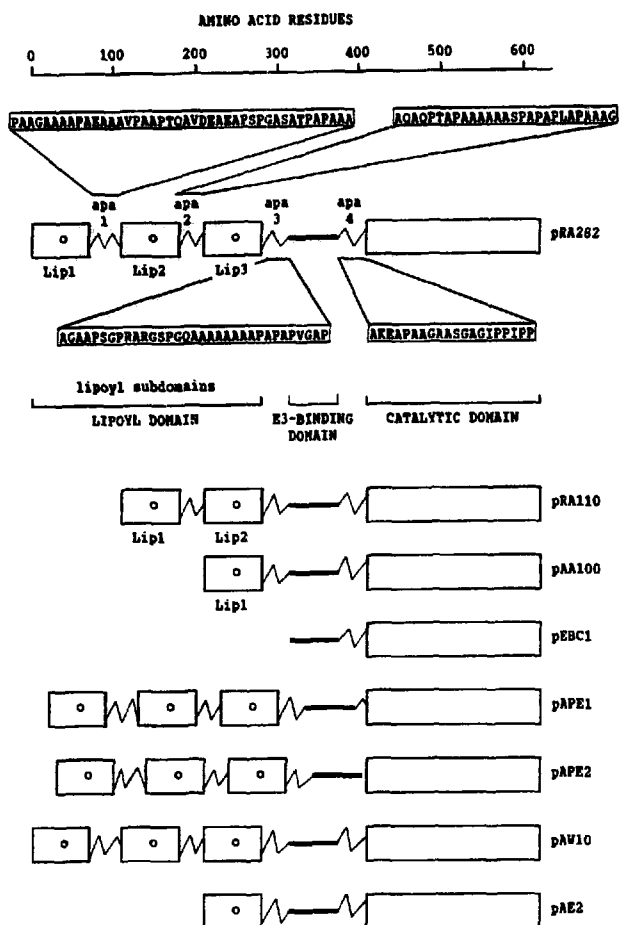 AMINO ACID RESIDUES
0 100 200 300 400 500 600
PAAGAAAAPAEAAAVPAAPTQAVDEAEAPSPGASATPAPAAA
AQAQPTAPAAAAAASPAPAPLAPAAAG
apa 1
apa 2
apa 3
apa 4
pRA282
Lip1 Lip2 Lip3
AGAAPSGPRARGSPGQAAAAAAAAPAPAPVGAP
AKEAPAAGAASGAGIPPIPP
lipoyl subdomains
LIPOYL DOMAIN
E3-BINDING DOMAIN
CATALYTIC DOMAIN
pRA110
Lip1 Lip2
pAA100
Lip1
pEBC1
pAPE1
pAPE2
pAW10
pAE2